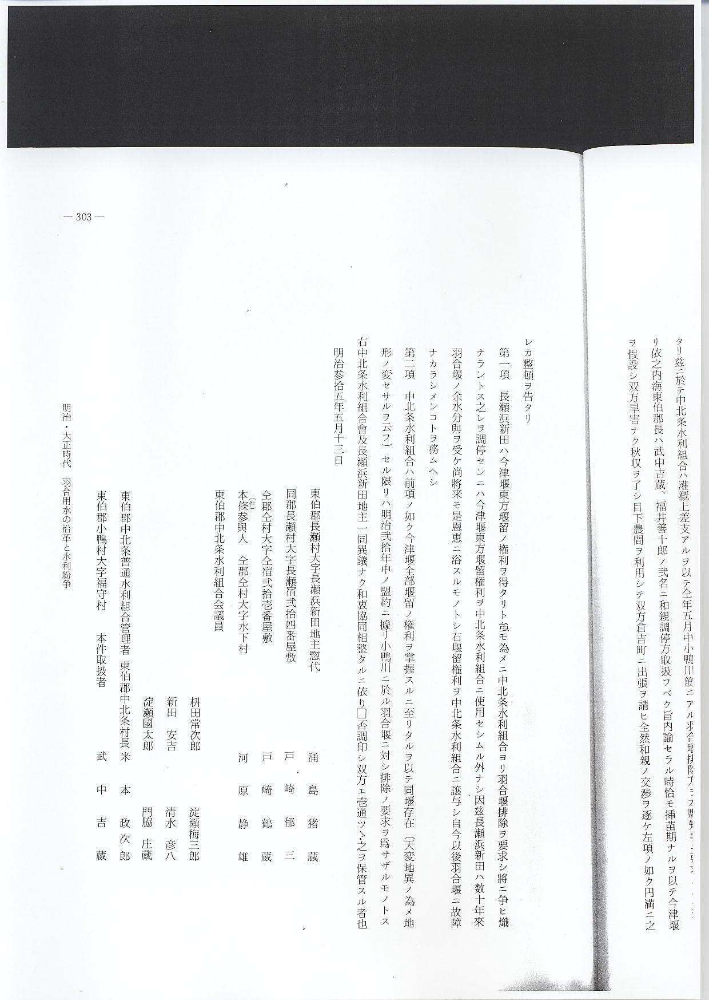 タリ玆ニ於テ中北条水利組合ハ灌漑上差支アルヲ以テ仝年五月中小鴨川筋ニアル羽合堰排除方ヲ本縣知事ニ要求
リ依之内海東伯郡長ハ武中吉蔵、福井善十郎ノ弐名ニ和親調停方取扱フベク旨内諭セラル時恰モ挿苗期ナルヲ以テ今津堰
ヲ假設シ双方旱害ナク秋収ヲ了シ目下農間ヲ利用シテ双方倉吉町ニ出張ヲ請ヒ全然和親ノ交渉ヲ逐ケ左項ノ如ク円満ニ之
レカ整頓ヲ告タリ
第一項　長瀬浜新田ハ今津堰東方堰留ノ権利ヲ得タリト虽モ為メニ中北条水利組合ヨリ羽合堰排除ヲ要求シ將ニ争ヒ熾
ナラントス之レヲ調停センニハ今津堰東方堰留権利ヲ中北条水利組合ニ使用セシムル外ナシ因玆長瀬浜新田ハ数十年來
羽合堰ノ余水分與ヲ受ケ尚將来モ是恩恵ニ浴スルモノトシ右堰留権利ヲ中北条水利組合ニ譲与シ自今以後羽合堰ニ故障
ナカラシメンコトヲ務ムヘシ
第二項　中北条水利組合ハ前項ノ如ク今津堰全部堰留ノ権利ヲ掌握スルニ至リタルヲ以テ同堰存在（天変地異ノ為メ地
形ノ変セサルヲ云フ）セル限リハ明治弐拾年中ノ盟約ニ據リ小鴨川ニ於ル羽合堰ニ対シ排除ノ要求ヲ爲サザルモノトス
右中北条水利組合會及長瀬浜新田地主一同異議ナク和衷協同相整タルニ依り□否調印シ双方エ壱通ツヽ之ヲ保管スル者也
明治参拾五年五月十三日
東伯郡長瀬村大字長瀬浜新田地主惣代　涌島猪蔵
同郡長瀬村大字長瀬宿弐拾四番屋敷　戸崎郁三
仝郡仝村大字仝宿弐拾壱番屋敷　戸崎鶴蔵
本條（件）参與人　仝郡仝村大字水下村　河原静雄
東伯郡中北条水利組合会議員
枡田常次郎　淀瀬梅三郎
新田　安吉　清水　彦八
淀瀬國太郎　門脇　庄蔵
東伯郡中北条普通水利組合管理者　東伯郡中北条村長　米本政次郎
東伯郡小鴨村大字福守村　本件取扱者　武中吉蔵
明治・大正時代　羽合用水の沿革と水利紛争
― 303 ―